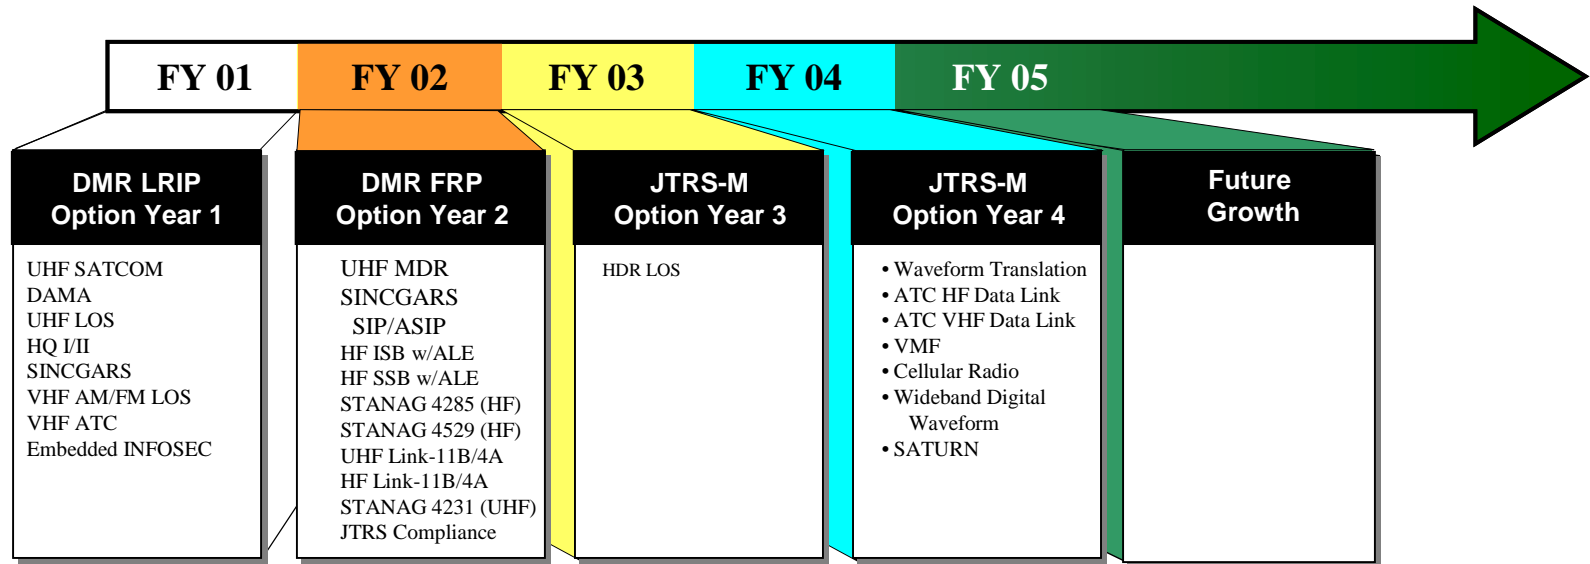 FY 01
FY 02
FY 03
FY 04
FY 05
DMR LRIP
Option Year 1
UHF SATCOM
DAMA
UHF LOS
HQ I/II
SINCGARS
VHF AM/FM LOS
VHF ATC
Embedded INFOSEC
DMR FRP
Option Year 2
UHF MDR
SINCGARS
SIP/ASIP
HF ISB w/ALE
HF SSB w/ALE
STANAG 4285 (HF)
STANAG 4529 (HF)
UHF Link-11B/4A
HF Link-11B/4A
STANAG 4231 (UHF)
JTRS Compliance
JTRS-M
Option Year 3
HDR LOS
JTRS-M
Option Year 4
• Waveform Translation
• ATC HF Data Link
• ATC VHF Data Link
• VMF
• Cellular Radio
• Wideband Digital
Waveform
• SATURN
Future
Growth